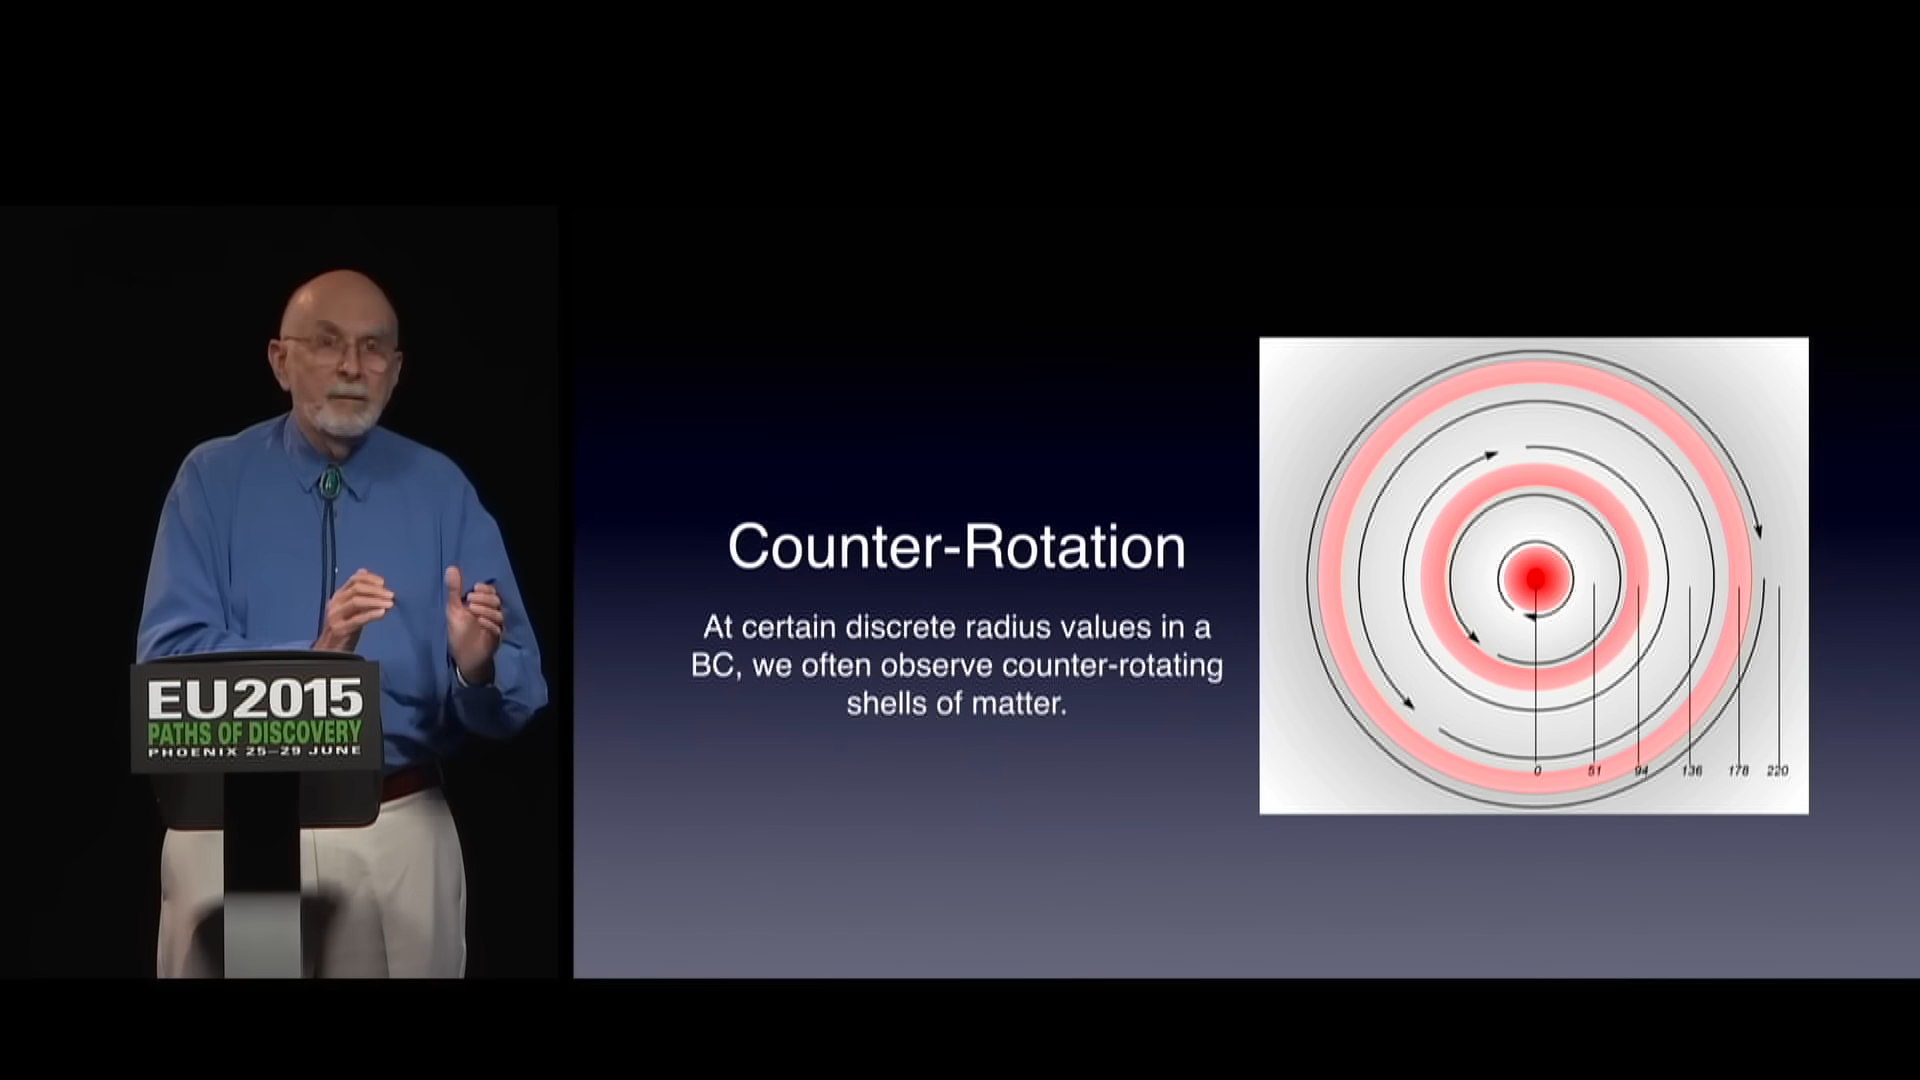 EU2015
PATHS OF DISCOVERY
PHOENIX 25–29 JUNE
Counter-Rotation
At certain discrete radius values in a
BC, we often observe counter-rotating
shells of matter.
0 51 94 136 178 220